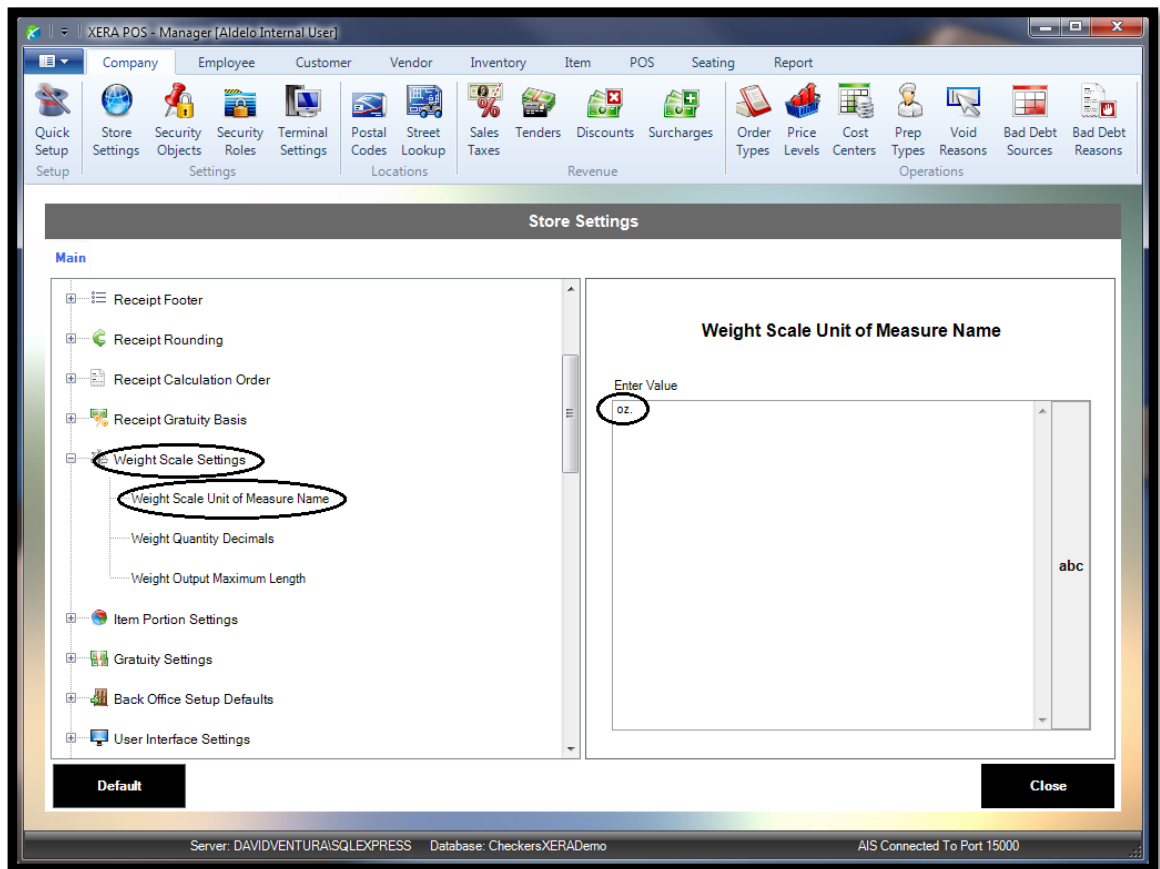 XERA POS - Manager [Aldelo Internal User]
Company Employee Customer Vendor Inventory Item POS Seating Report
Quick Setup Store Settings Security Objects Security Roles Terminal Settings Postal Codes Street Lookup Sales Taxes Tenders Discounts Surcharges Order Types Price Levels Cost Centers Prep Types Void Reasons Bad Debt Sources Bad Debt Reasons
Setup Settings Locations Revenue Operations
Store Settings
Main
Receipt Footer
Receipt Rounding
Receipt Calculation Order
Receipt Gratuity Basis
Weight Scale Settings
Weight Scale Unit of Measure Name
Weight Quantity Decimals
Weight Output Maximum Length
Item Portion Settings
Gratuity Settings
Back Office Setup Defaults
User Interface Settings
Weight Scale Unit of Measure Name
Enter Value
oz.
abc
Default
Close
Server: DAVIDVENTURA\SQLEXPRESS Database: CheckersXERADemo AIS Connected To Port 15000